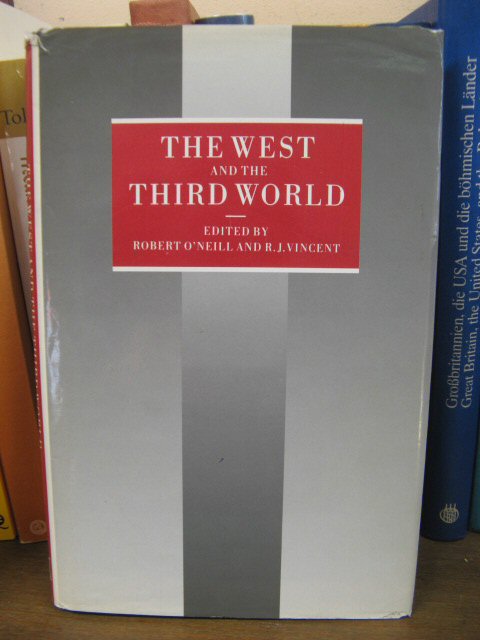 THE WEST
AND THE
THIRD WORLD
EDITED BY
ROBERT O'NEILL AND R.J. VINCENT
Großbritannien, die USA und die böhmischen Länder
Great Britain, the United States, and the
Tol